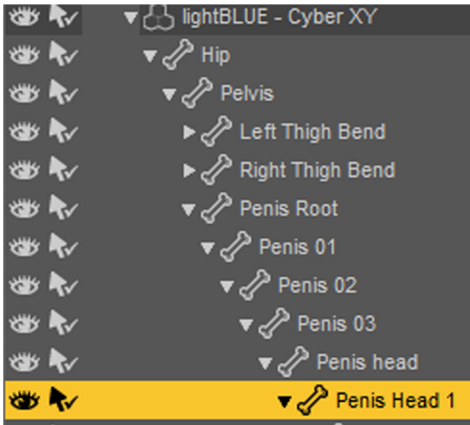 lightBLUE - Cyber XY
Hip
Pelvis
Left Thigh Bend
Right Thigh Bend
Penis Root
Penis 01
Penis 02
Penis 03
Penis head
Penis Head 1